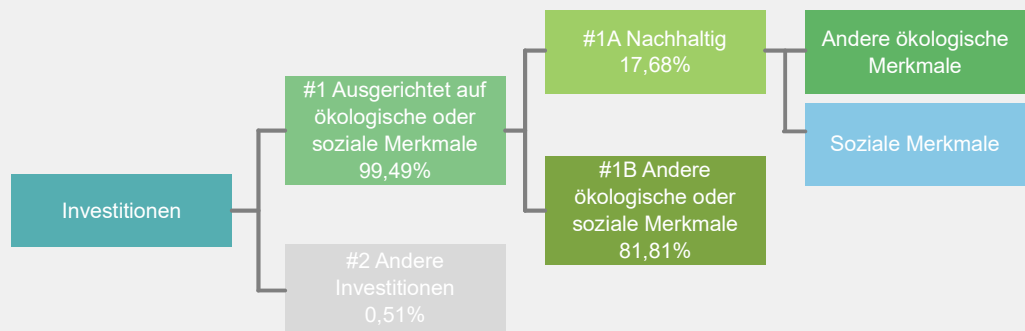 Investitionen
#1 Ausgerichtet auf
ökologische oder
soziale Merkmale
99,49%
#2 Andere
Investitionen
0,51%
#1A Nachhaltig
17,68%
#1B Andere
ökologische oder
soziale Merkmale
81,81%
Andere ökologische
Merkmale
Soziale Merkmale